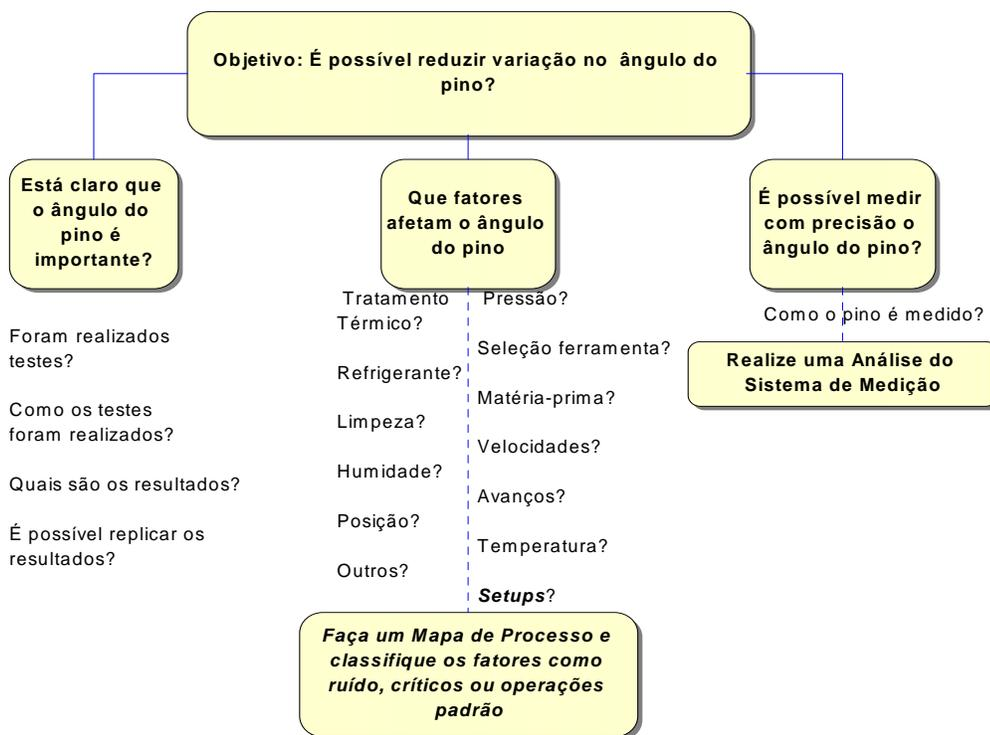 Objetivo: É possível reduzir variação no ângulo do
pino?
Está claro que
o ângulo do
pino é
importante?
Foram realizados
testes?
Como os testes
foram realizados?
Quais são os resultados?
É possível replicar os
resultados?
Que fatores
afetam o ângulo
do pino
Tratamento
Térmico?
Refrigerante?
Limpeza?
Humidade?
Posição?
Outros?
Pressão?
Seleção ferramenta?
Matéria-prima?
Velocidades?
Avanços?
Temperatura?
Setups?
Faça um Mapa de Processo e
classifique os fatores como
ruído, críticos ou operações
padrão
É possível medir
com precisão o
ângulo do pino?
Como o pino é medido?
Realize uma Análise do
Sistema de Medição